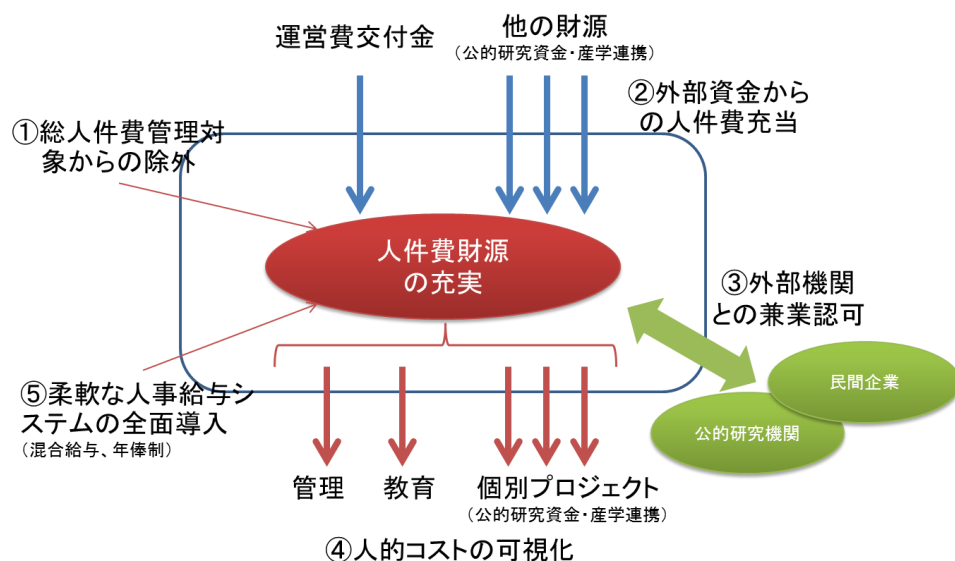 運営費交付金
他の財源
（公的研究資金・産学連携）
②外部資金から
の人件費充当
①総人件費管理対
象からの除外
人件費財源
の充実
③外部機関
との兼業認可
民間企業
公的研究機関
⑤柔軟な人事給与シ
ステムの全面導入
（混合給与、年俸制）
管理
教育
個別プロジェクト
（公的研究資金・産学連携）
④人的コストの可視化